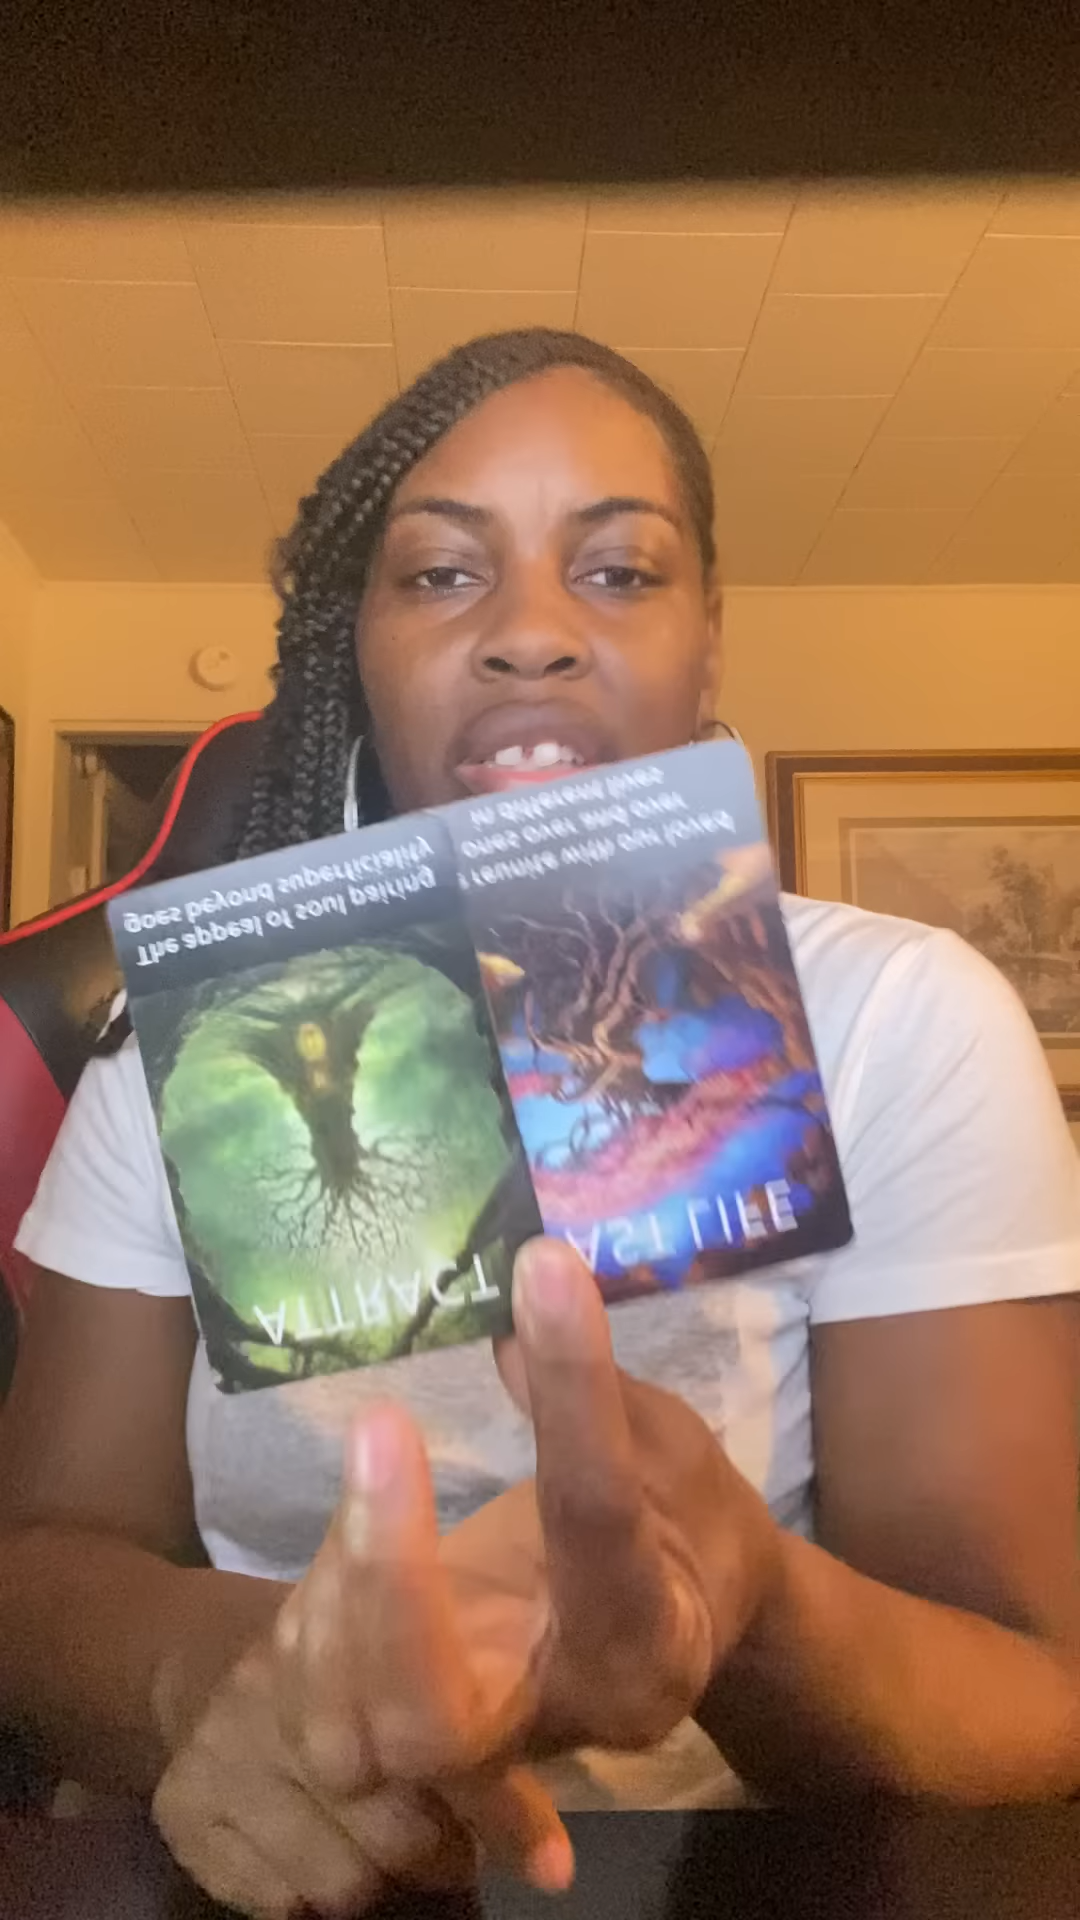 ATTRACT
The appeal of soul pairing
goes beyond superficiality
AST LIFE
reunite with our loved
ones over and over
in different lives